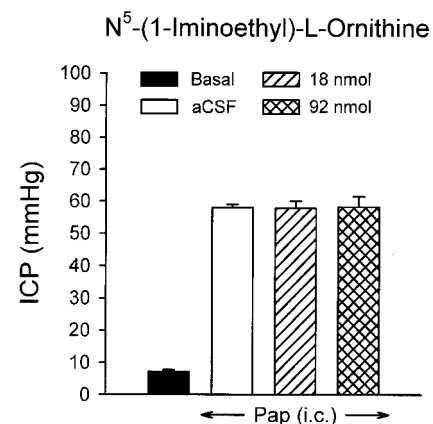 N⁵-(1-Iminoethyl)-L-Ornithine
Basal 18 nmol
aCSF 92 nmol
ICP (mmHg)
100
90
80
70
60
50
40
30
20
10
0
← Pap (i.c.) →